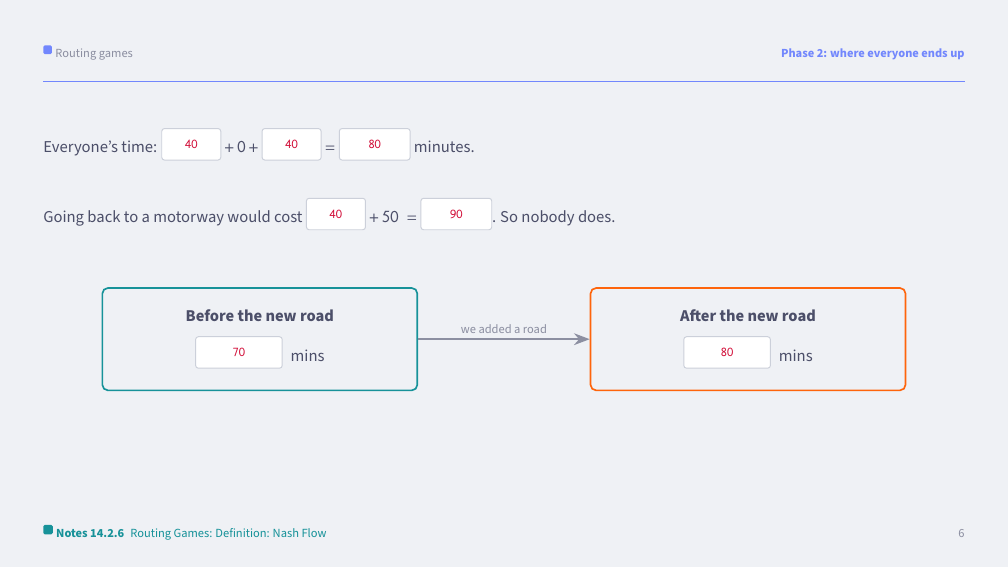 Routing games
Phase 2: where everyone ends up
Everyone’s time: 40 + 0 + 40 = 80 minutes.
Going back to a motorway would cost 40 + 50 = 90 . So nobody does.
Before the new road
70 mins
we added a road
After the new road
80 mins
Notes 14.2.6 Routing Games: Definition: Nash Flow
6